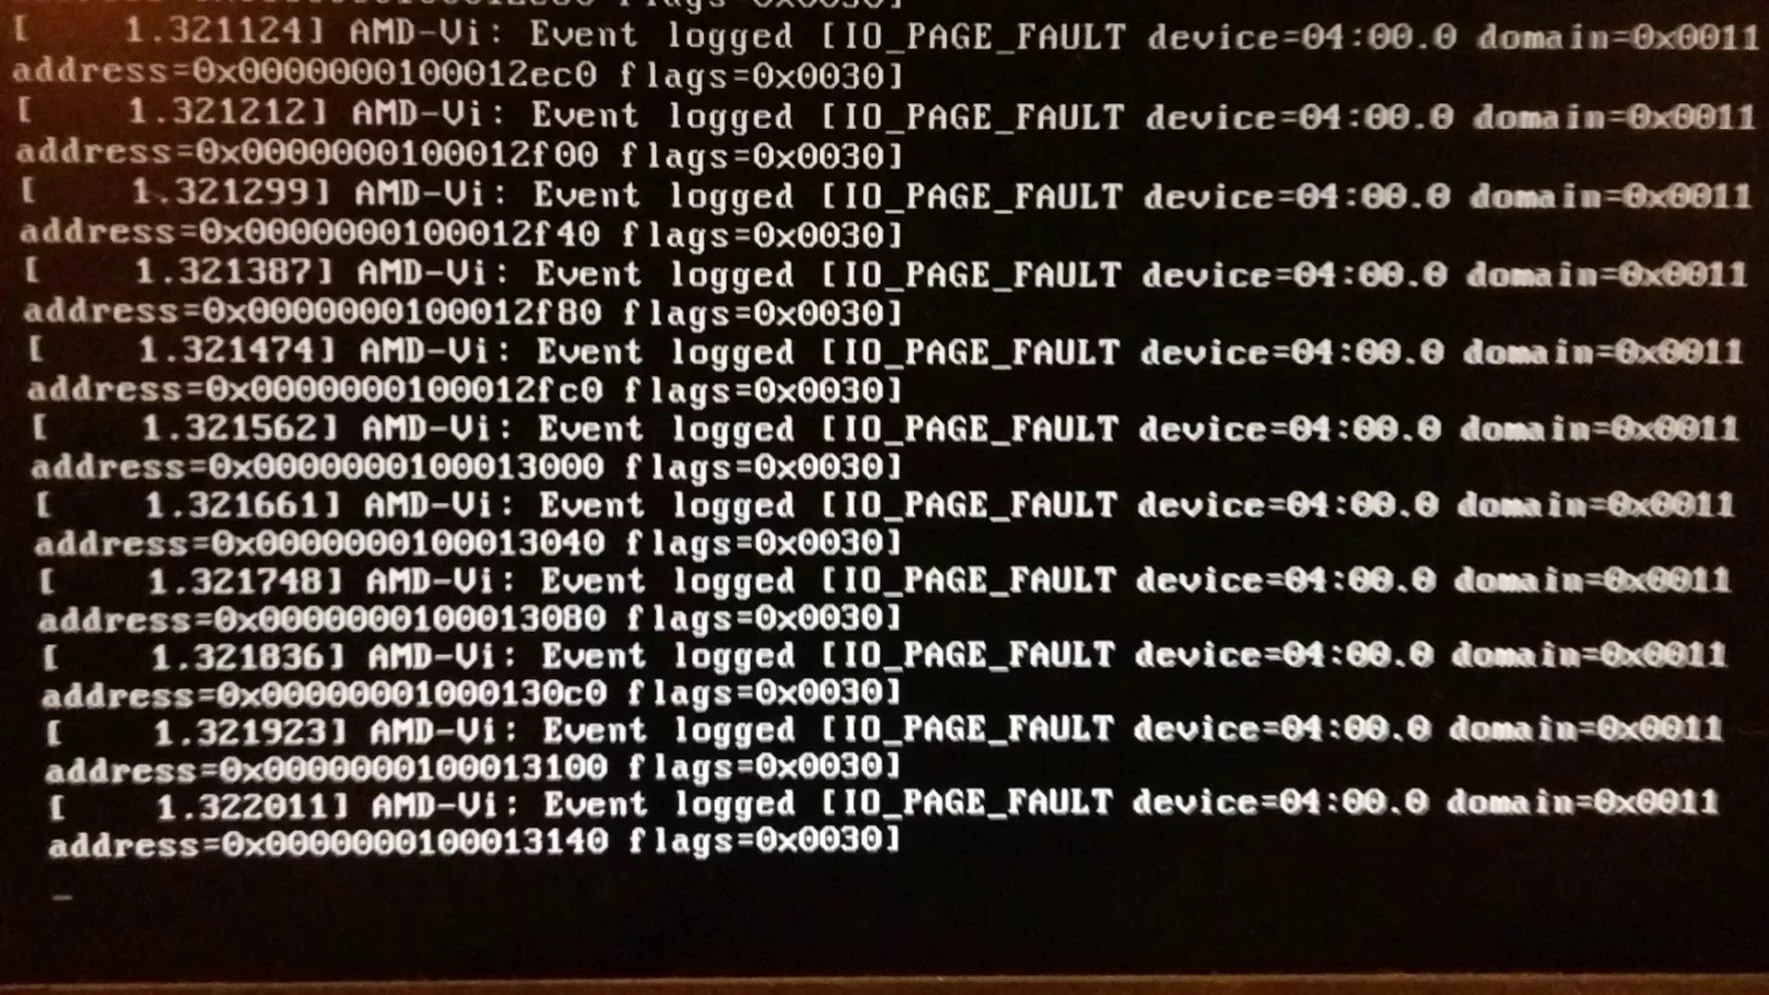 flags=0x0030]
[    1.321124] AMD-Vi: Event logged [IO_PAGE_FAULT device=04:00.0 domain=0x0011
address=0x0000000100012ec0 flags=0x0030]
[    1.321212] AMD-Vi: Event logged [IO_PAGE_FAULT device=04:00.0 domain=0x0011
address=0x0000000100012f00 flags=0x0030]
[    1.321299] AMD-Vi: Event logged [IO_PAGE_FAULT device=04:00.0 domain=0x0011
address=0x0000000100012f40 flags=0x0030]
[    1.321387] AMD-Vi: Event logged [IO_PAGE_FAULT device=04:00.0 domain=0x0011
address=0x0000000100012f80 flags=0x0030]
[    1.321474] AMD-Vi: Event logged [IO_PAGE_FAULT device=04:00.0 domain=0x0011
address=0x0000000100012fc0 flags=0x0030]
[    1.321562] AMD-Vi: Event logged [IO_PAGE_FAULT device=04:00.0 domain=0x0011
address=0x0000000100013000 flags=0x0030]
[    1.321661] AMD-Vi: Event logged [IO_PAGE_FAULT device=04:00.0 domain=0x0011
address=0x0000000100013040 flags=0x0030]
[    1.321748] AMD-Vi: Event logged [IO_PAGE_FAULT device=04:00.0 domain=0x0011
address=0x0000000100013080 flags=0x0030]
[    1.321836] AMD-Vi: Event logged [IO_PAGE_FAULT device=04:00.0 domain=0x0011
address=0x00000001000130c0 flags=0x0030]
[    1.321923] AMD-Vi: Event logged [IO_PAGE_FAULT device=04:00.0 domain=0x0011
address=0x0000000100013100 flags=0x0030]
[    1.322011] AMD-Vi: Event logged [IO_PAGE_FAULT device=04:00.0 domain=0x0011
address=0x0000000100013140 flags=0x0030]
_